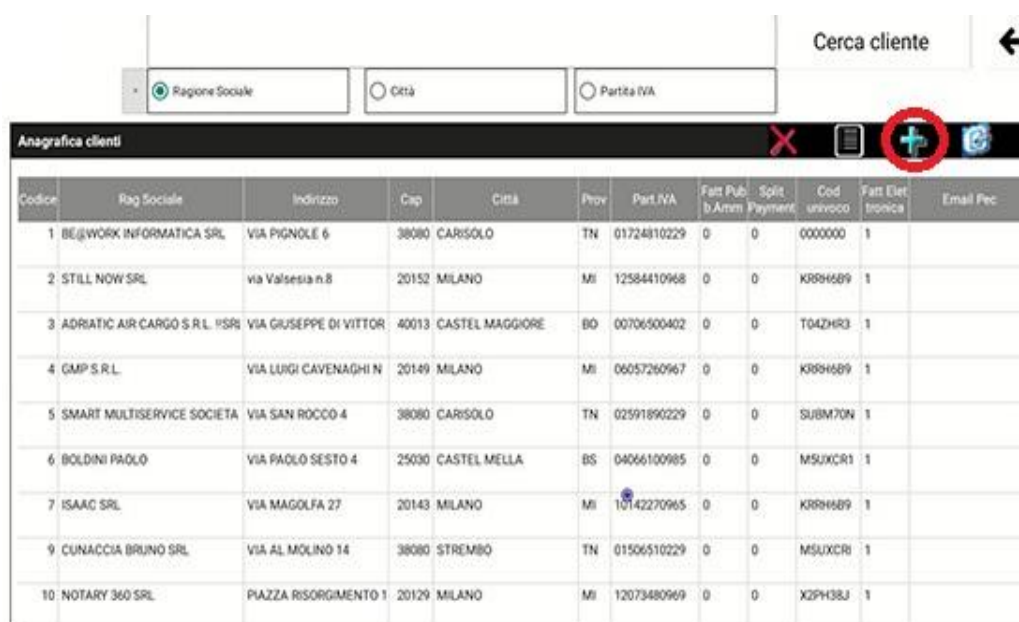 Cerca cliente
Ragione Sociale Città Partita IVA
Anagrafica clienti
Codice Rag Sociale Indirizzo Cap Città Prov Part.IVA Fatt Pub b.Amm Split Payment Cod univoco Fatt Elet tronica Email Pec
1 BE@WORK INFORMATICA SRL VIA PIGNOLE 6 38080 CARISOLO TN 01724810229 0 0 0000000 1
2 STILL NOW SRL via Valsesia n.8 20152 MILANO MI 12584410968 0 0 KRRH6B9 1
3 ADRIATIC AIR CARGO S.R.L. !!SRL VIA GIUSEPPE DI VITTOR 40013 CASTEL MAGGIORE BO 00706500402 0 0 T04ZHR3 1
4 GMP S.R.L. VIA LUIGI CAVENAGHI N 20149 MILANO MI 06057260967 0 0 KRRH6B9 1
5 SMART MULTISERVICE SOCIETA VIA SAN ROCCO 4 38080 CARISOLO TN 02591890229 0 0 SUBM70N 1
6 BOLDINI PAOLO VIA PAOLO SESTO 4 25030 CASTEL MELLA BS 04066100985 0 0 M5UXCR1 1
7 ISAAC SRL VIA MAGOLFA 27 20143 MILANO MI 10142270965 0 0 KRRH6B9 1
9 CUNACCIA BRUNO SRL VIA AL MOLINO 14 38080 STREMBO TN 01506510229 0 0 M5UXCRI 1
10 NOTARY 360 SRL PIAZZA RISORGIMENTO 1 20129 MILANO MI 12073480969 0 0 X2PH38J 1